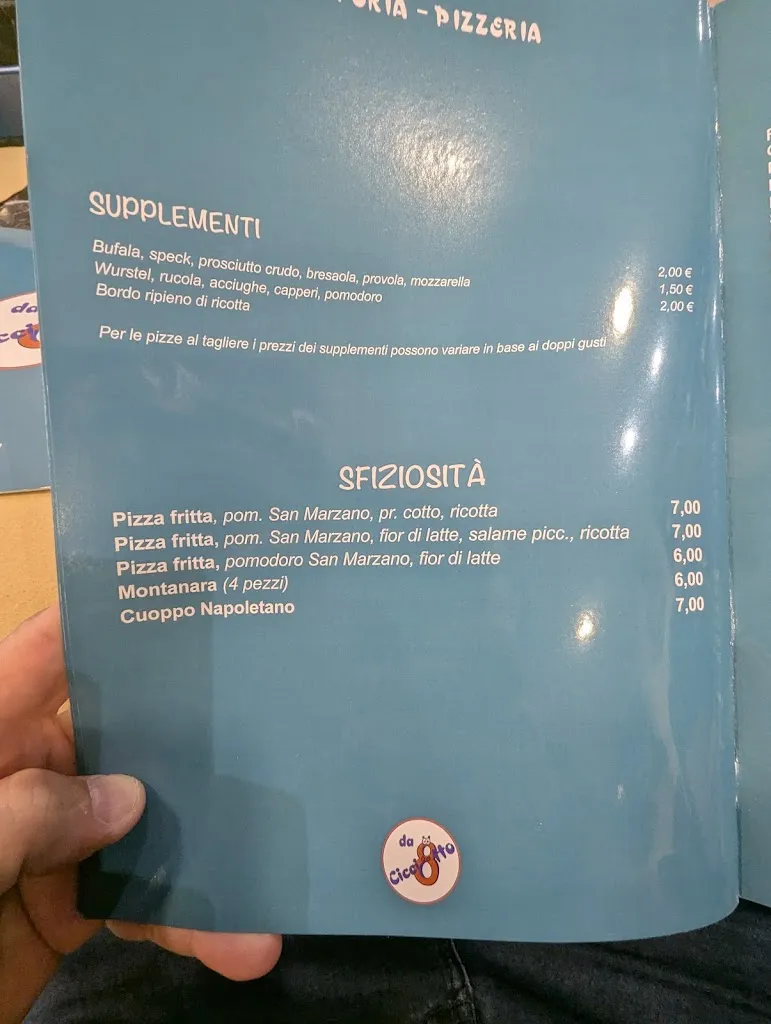 PIZZERIA
SUPPLEMENTI
Bufala, speck, prosciutto crudo, bresaola, provola, mozzarella 2,00 €
Wurstel, rucola, acciughe, capperi, pomodoro 1,50 €
Bordo ripieno di ricotta 2,00 €
Per le pizze al tagliere i prezzi dei supplementi possono variare in base ai doppi gusti
SFIZIOSITÀ
Pizza fritta, pom. San Marzano, pr. cotto, ricotta 7,00
Pizza fritta, pom. San Marzano, fior di latte, salame picc., ricotta 7,00
Pizza fritta, pomodoro San Marzano, fior di latte 6,00
Montanara (4 pezzi) 6,00
Cuoppo Napoletano 7,00
da
Cicci8tto
da